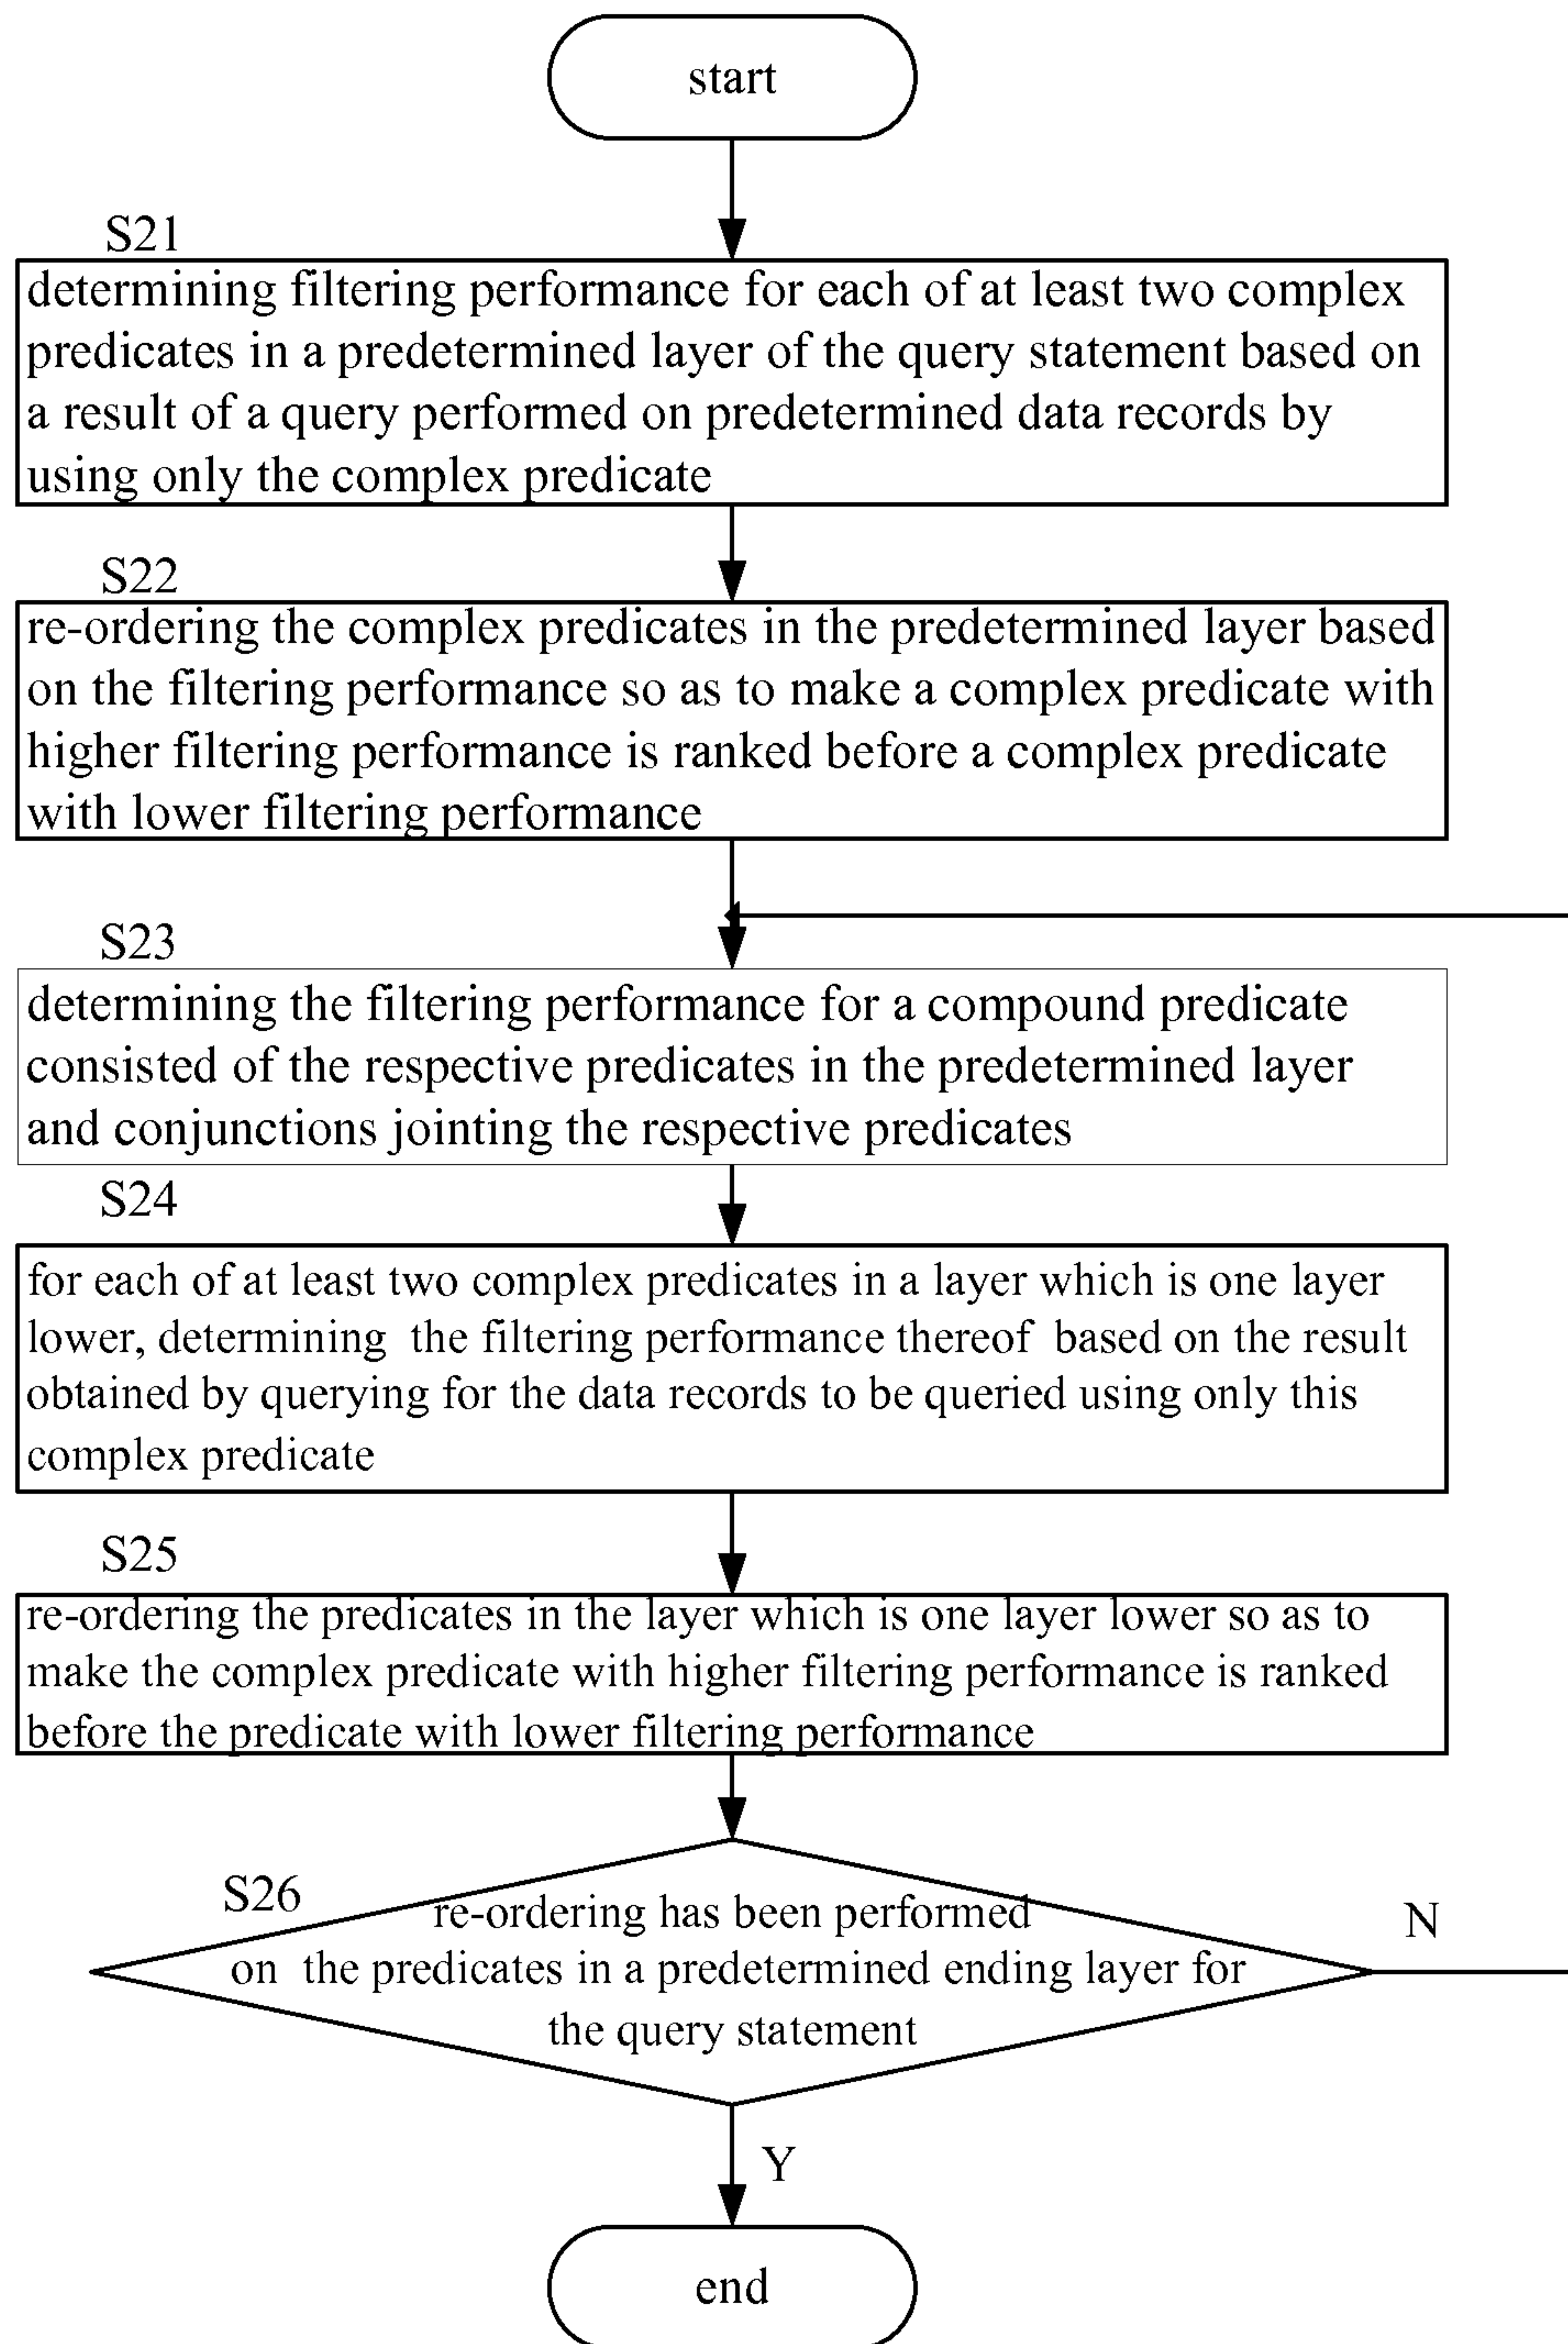 start
S21
determining filtering performance for each of at least two complex
predicates in a predetermined layer of the query statement based on
a result of a query performed on predetermined data records by
using only the complex predicate
S22
re-ordering the complex predicates in the predetermined layer based
on the filtering performance so as to make a complex predicate with
higher filtering performance is ranked before a complex predicate
with lower filtering performance
S23
determining the filtering performance for a compound predicate
consisted of the respective predicates in the predetermined layer
and conjunctions jointing the respective predicates
S24
for each of at least two complex predicates in a layer which is one layer
lower, determining the filtering performance thereof based on the result
obtained by querying for the data records to be queried using only this
complex predicate
S25
re-ordering the predicates in the layer which is one layer lower so as to
make the complex predicate with higher filtering performance is ranked
before the predicate with lower filtering performance
S26
re-ordering has been performed
on the predicates in a predetermined ending layer for
the query statement
N
Y
end